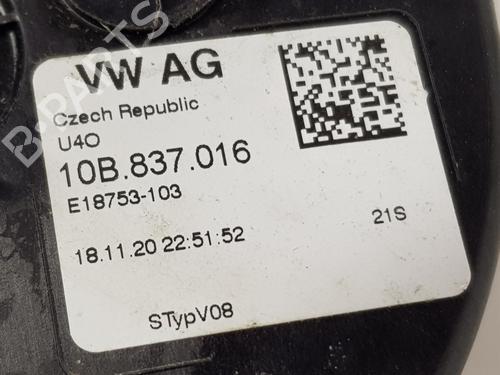 VW AG
Czech Republic
U4O
10B.837.016
E18753-103
18.11.20 22:51:52
21S
STypV08
B-PARTS